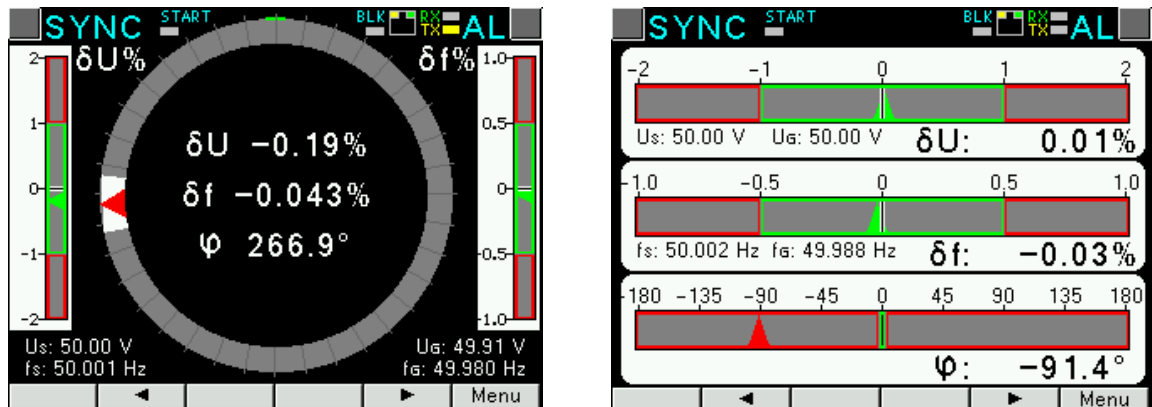 SYNC START BLK RX TX AL
δU% δf%
2 1.0
1 0.5
δU −0.19%
0 δf −0.043% 0
φ 266.9°
−1 −0.5
−2 −1.0
Us: 50.00 V UG: 49.91 V
fs: 50.001 Hz fG: 49.980 Hz
Menu
SYNC START BLK RX TX AL
−2 −1 0 1 2
Us: 50.00 V UG: 50.00 V δU: 0.01%
−1.0 −0.5 0 0.5 1.0
fs: 50.002 Hz fG: 49.988 Hz δf: −0.03%
−180 −135 −90 −45 0 45 90 135 180
φ: −91.4°
Menu